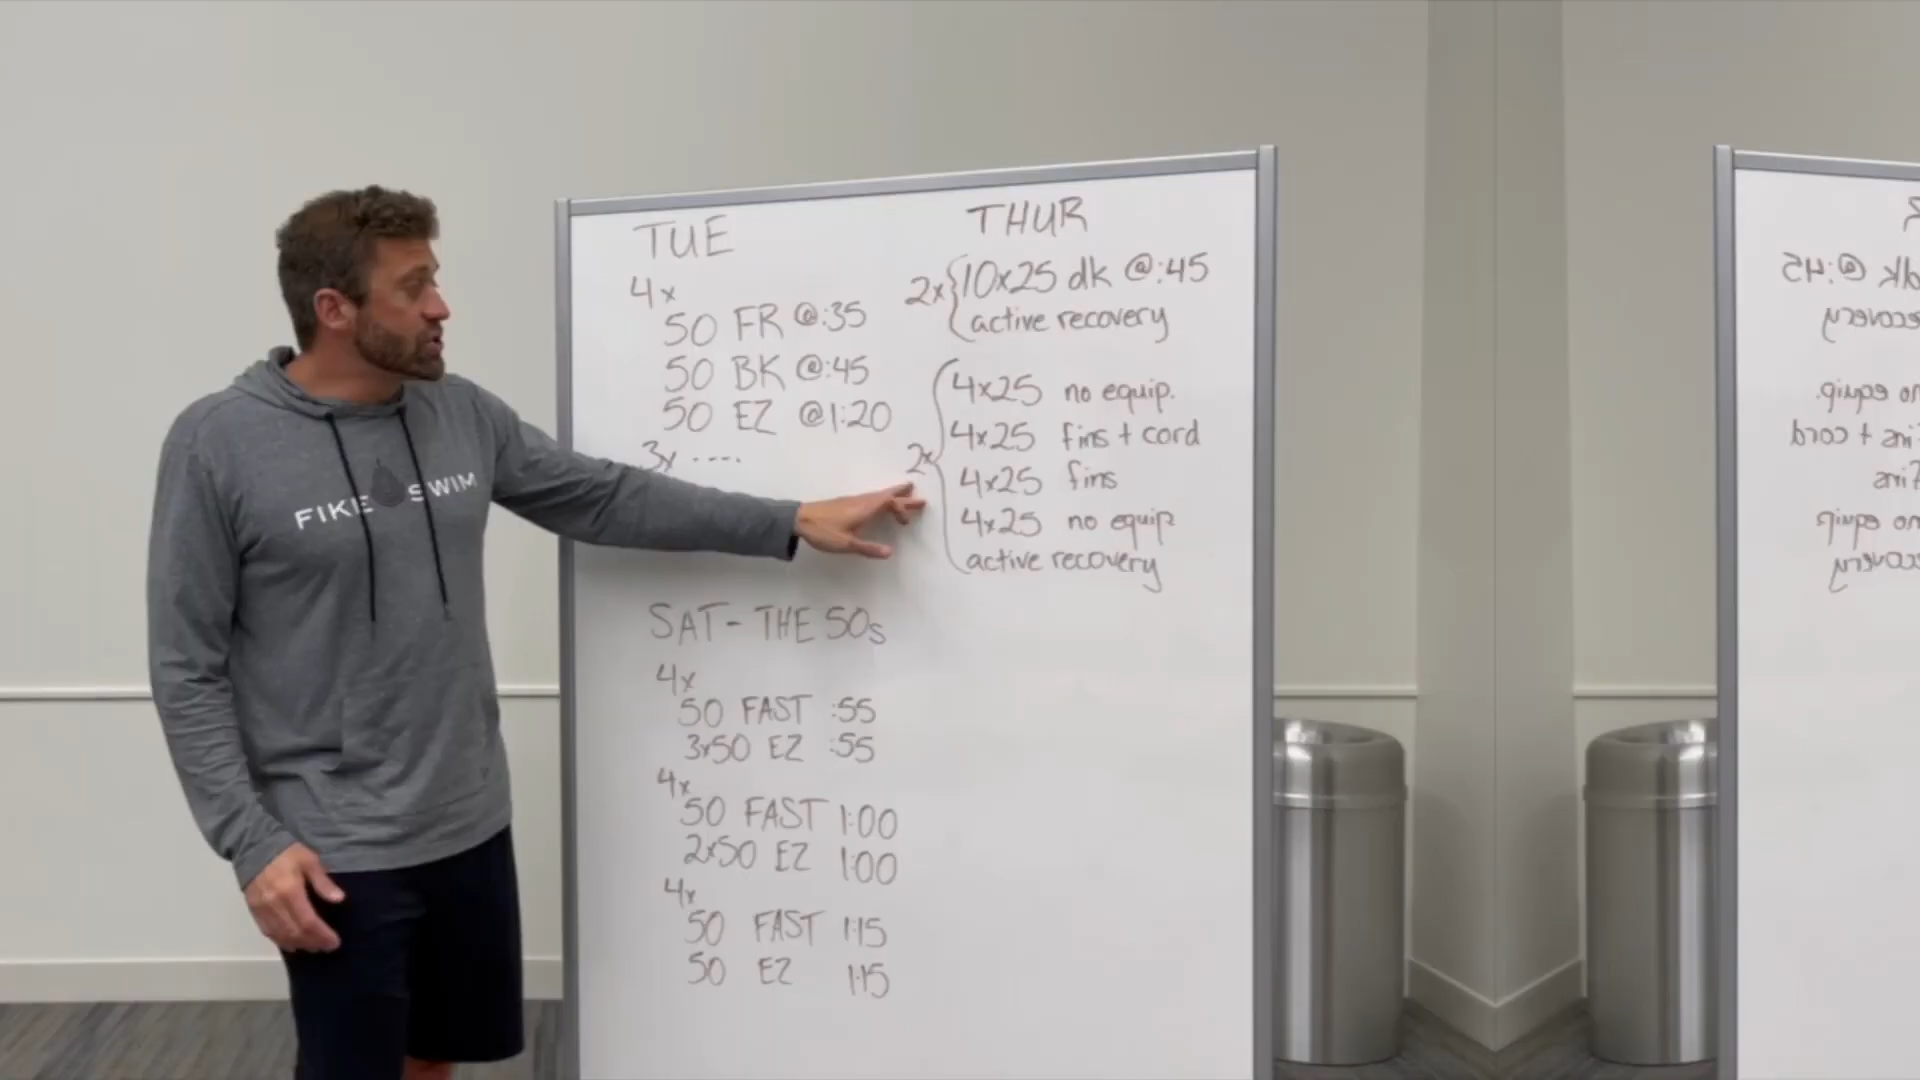 FIKE SWIM
TUE
4x
50 FR @:35
50 BK @:45
50 EZ @1:20
3x ----
THUR
2x 10x25 dk @:45
active recovery
2x
4x25 no equip.
4x25 fins + cord
4x25 fins
4x25 no equip
active recovery
SAT - THE 50s
4x
50 FAST :55
3x50 EZ :55
4x
50 FAST 1:00
2x50 EZ 1:00
4x
50 FAST 1:15
50 EZ 1:15